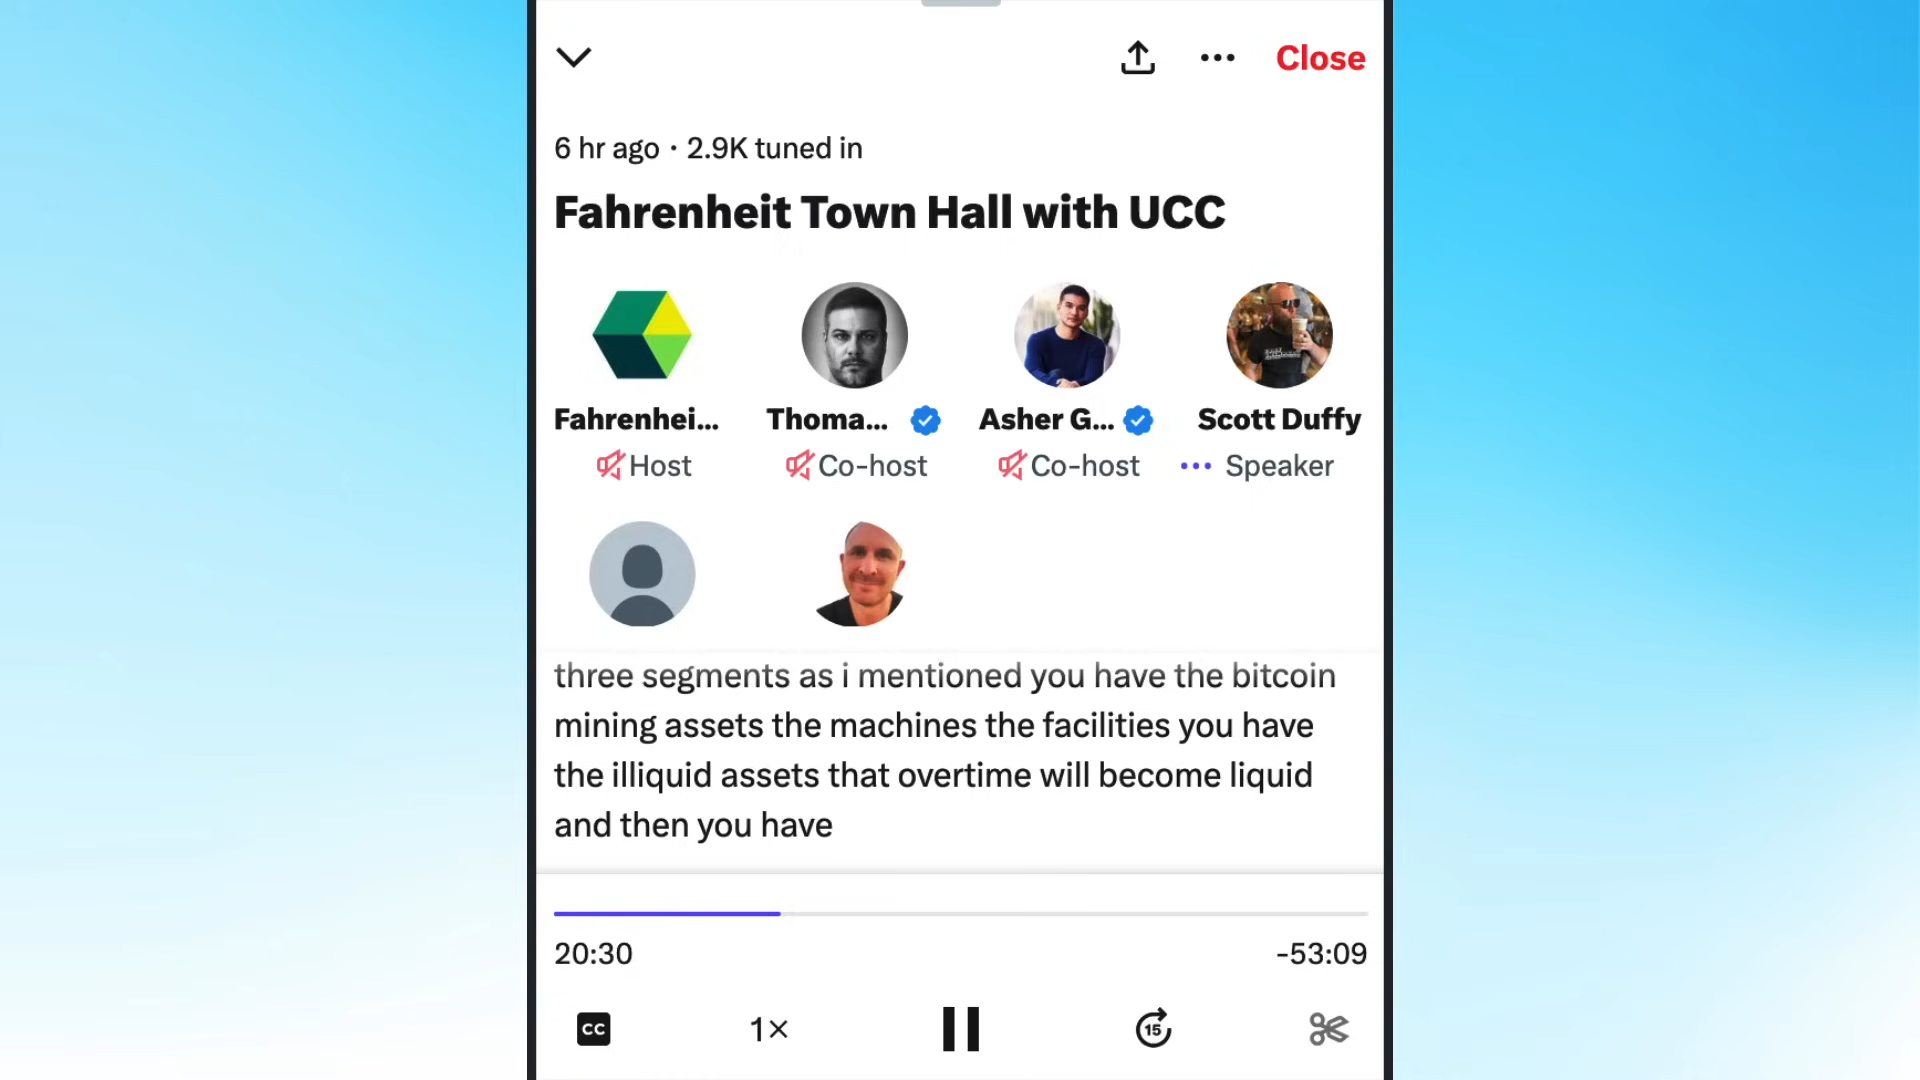 Close
6 hr ago · 2.9K tuned in
Fahrenheit Town Hall with UCC
Fahrenhei... Thoma... Asher G... Scott Duffy
Host Co-host Co-host Speaker
three segments as i mentioned you have the bitcoin
mining assets the machines the facilities you have
the illiquid assets that overtime will become liquid
and then you have
20:30 -53:09
CC 1× 15